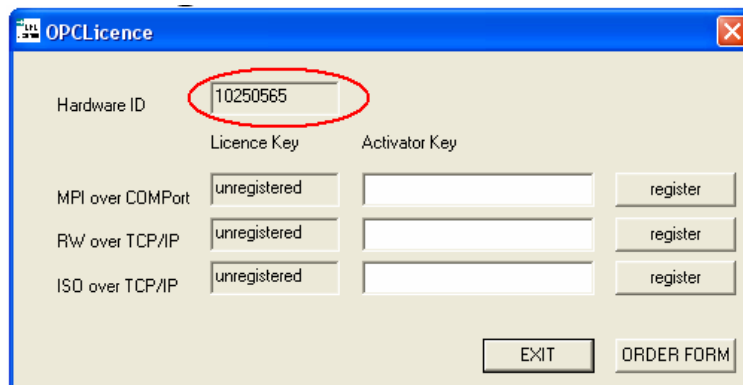 OPCLicence
Hardware ID 10250565
Licence Key Activator Key
MPI over COMPort unregistered register
RW over TCP/IP unregistered register
ISO over TCP/IP unregistered register
EXIT ORDER FORM